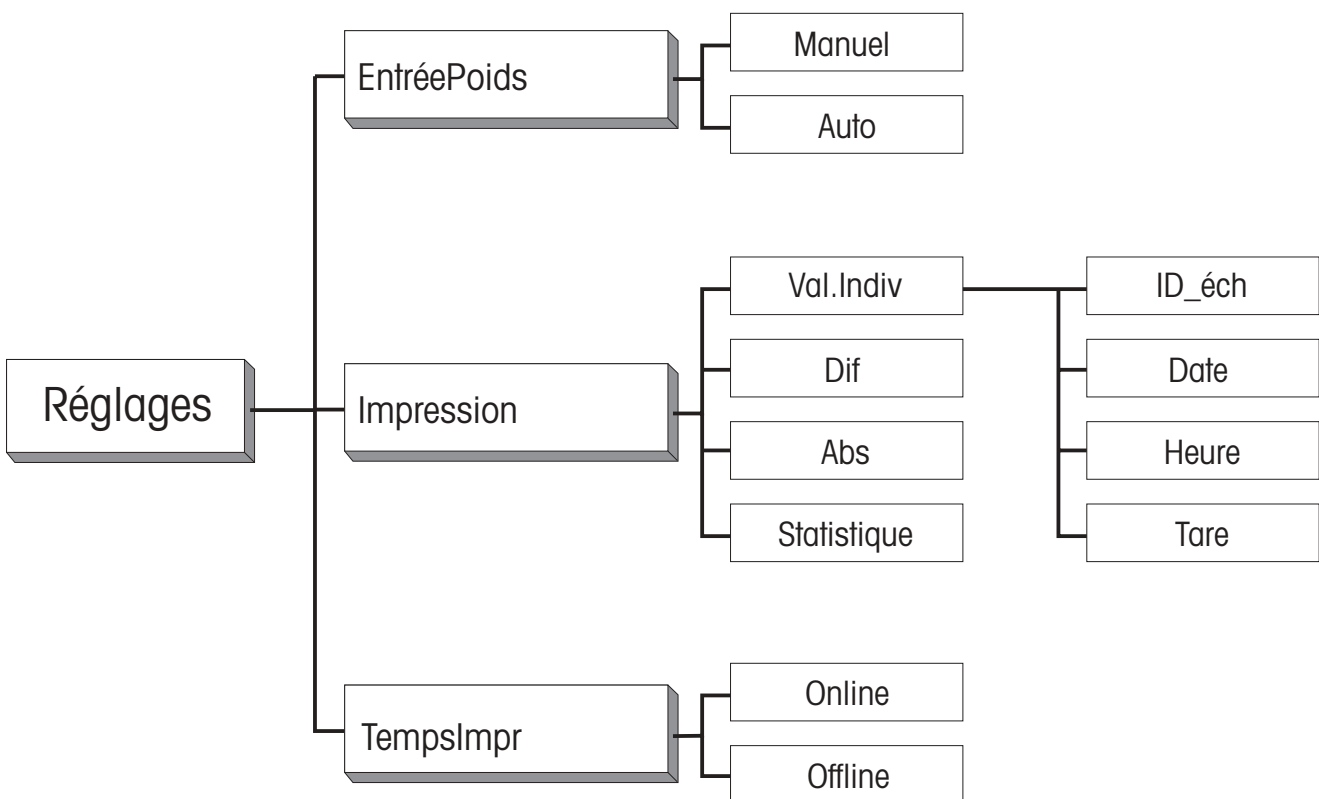 Réglages
EntréePoids
Manuel
Auto
Impression
Val.Indiv
ID_éch
Dif
Date
Abs
Heure
Statistique
Tare
TempsImpr
Online
Offline